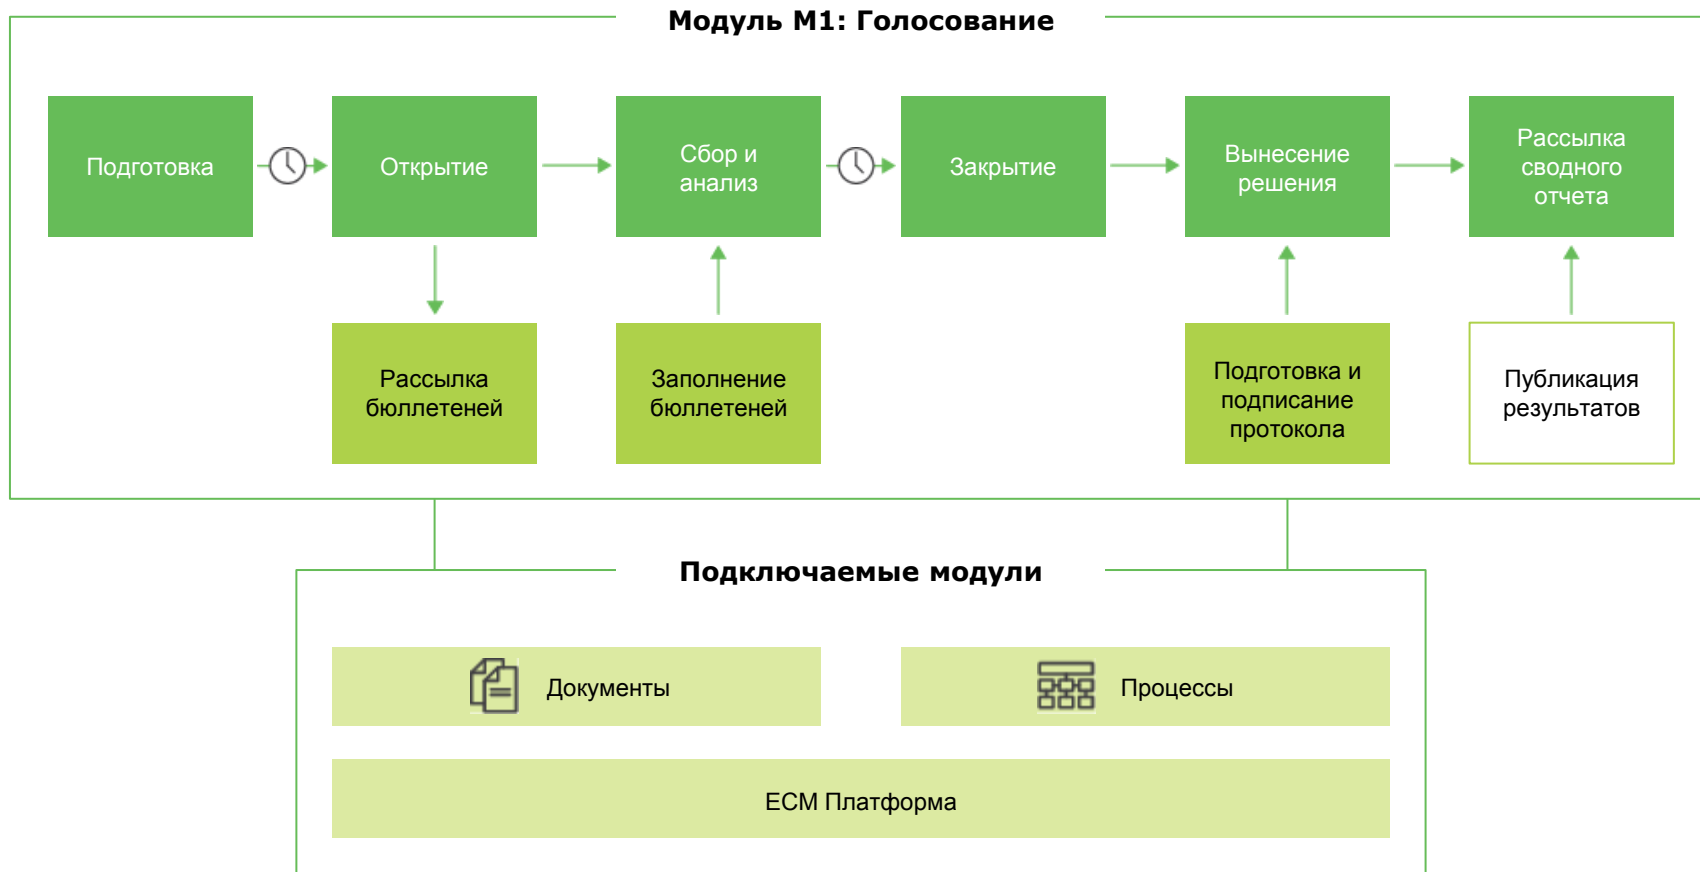 Модуль М1: Голосование
Подготовка
Открытие
Сбор и
анализ
Закрытие
Вынесение
решения
Рассылка
сводного
отчета
Рассылка
бюллетеней
Заполнение
бюллетеней
Подготовка и
подписание
протокола
Публикация
результатов
Подключаемые модули
Документы
Процессы
ECM Платформа